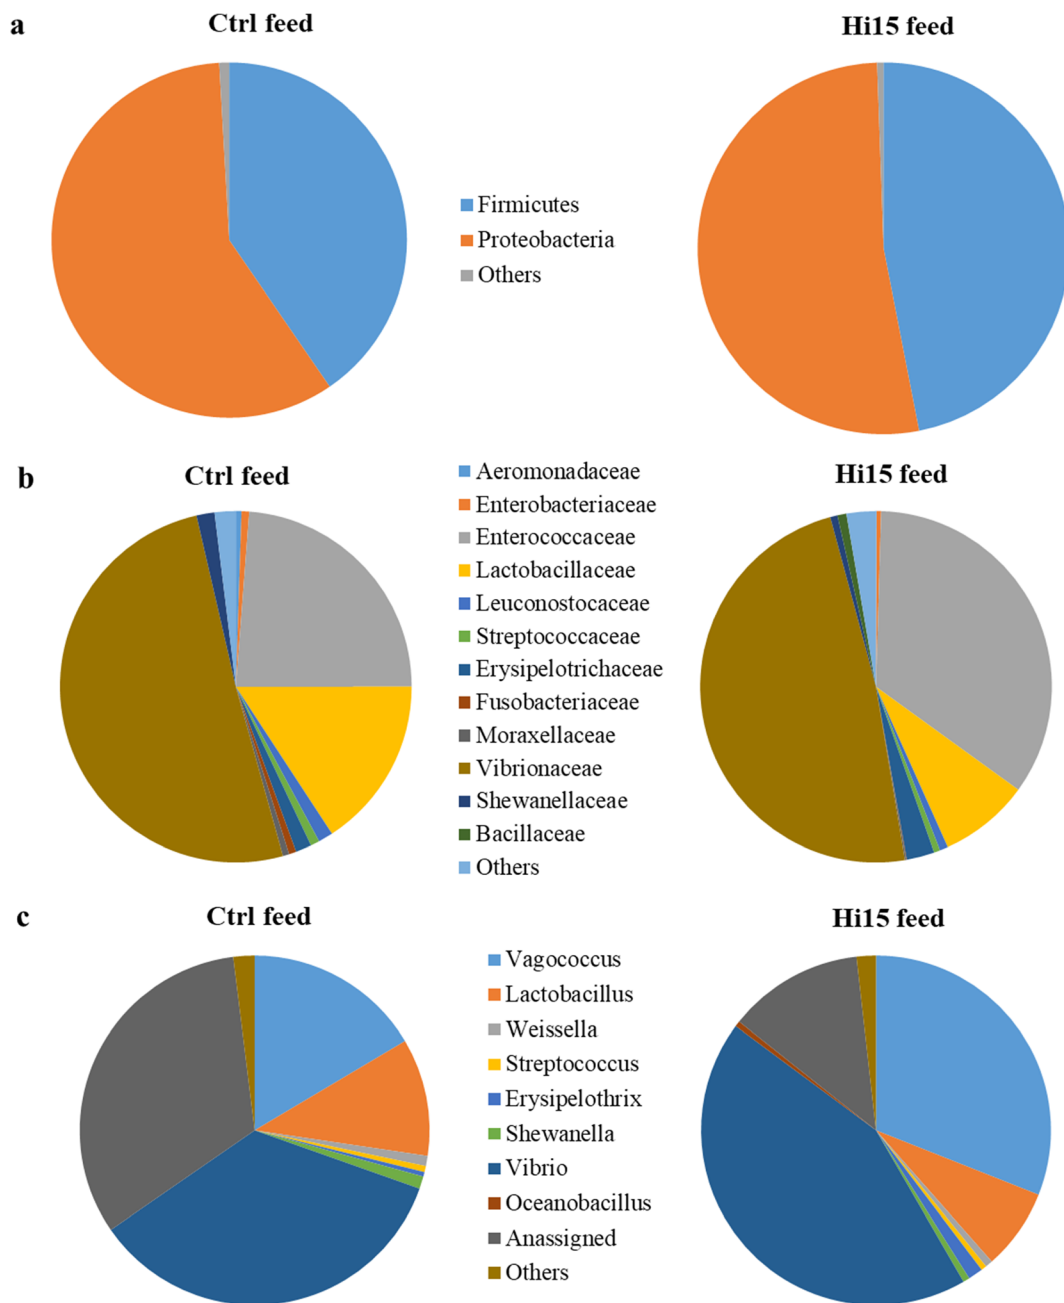 a
Ctrl feed
Hi15 feed
Firmicutes
Proteobacteria
Others
b
Ctrl feed
Hi15 feed
Aeromonadaceae
Enterobacteriaceae
Enterococcaceae
Lactobacillaceae
Leuconostocaceae
Streptococcaceae
Erysipelotrichaceae
Fusobacteriaceae
Moraxellaceae
Vibrionaceae
Shewanellaceae
Bacillaceae
Others
c
Ctrl feed
Hi15 feed
Vagococcus
Lactobacillus
Weissella
Streptococcus
Erysipelothrix
Shewanella
Vibrio
Oceanobacillus
Anassigned
Others